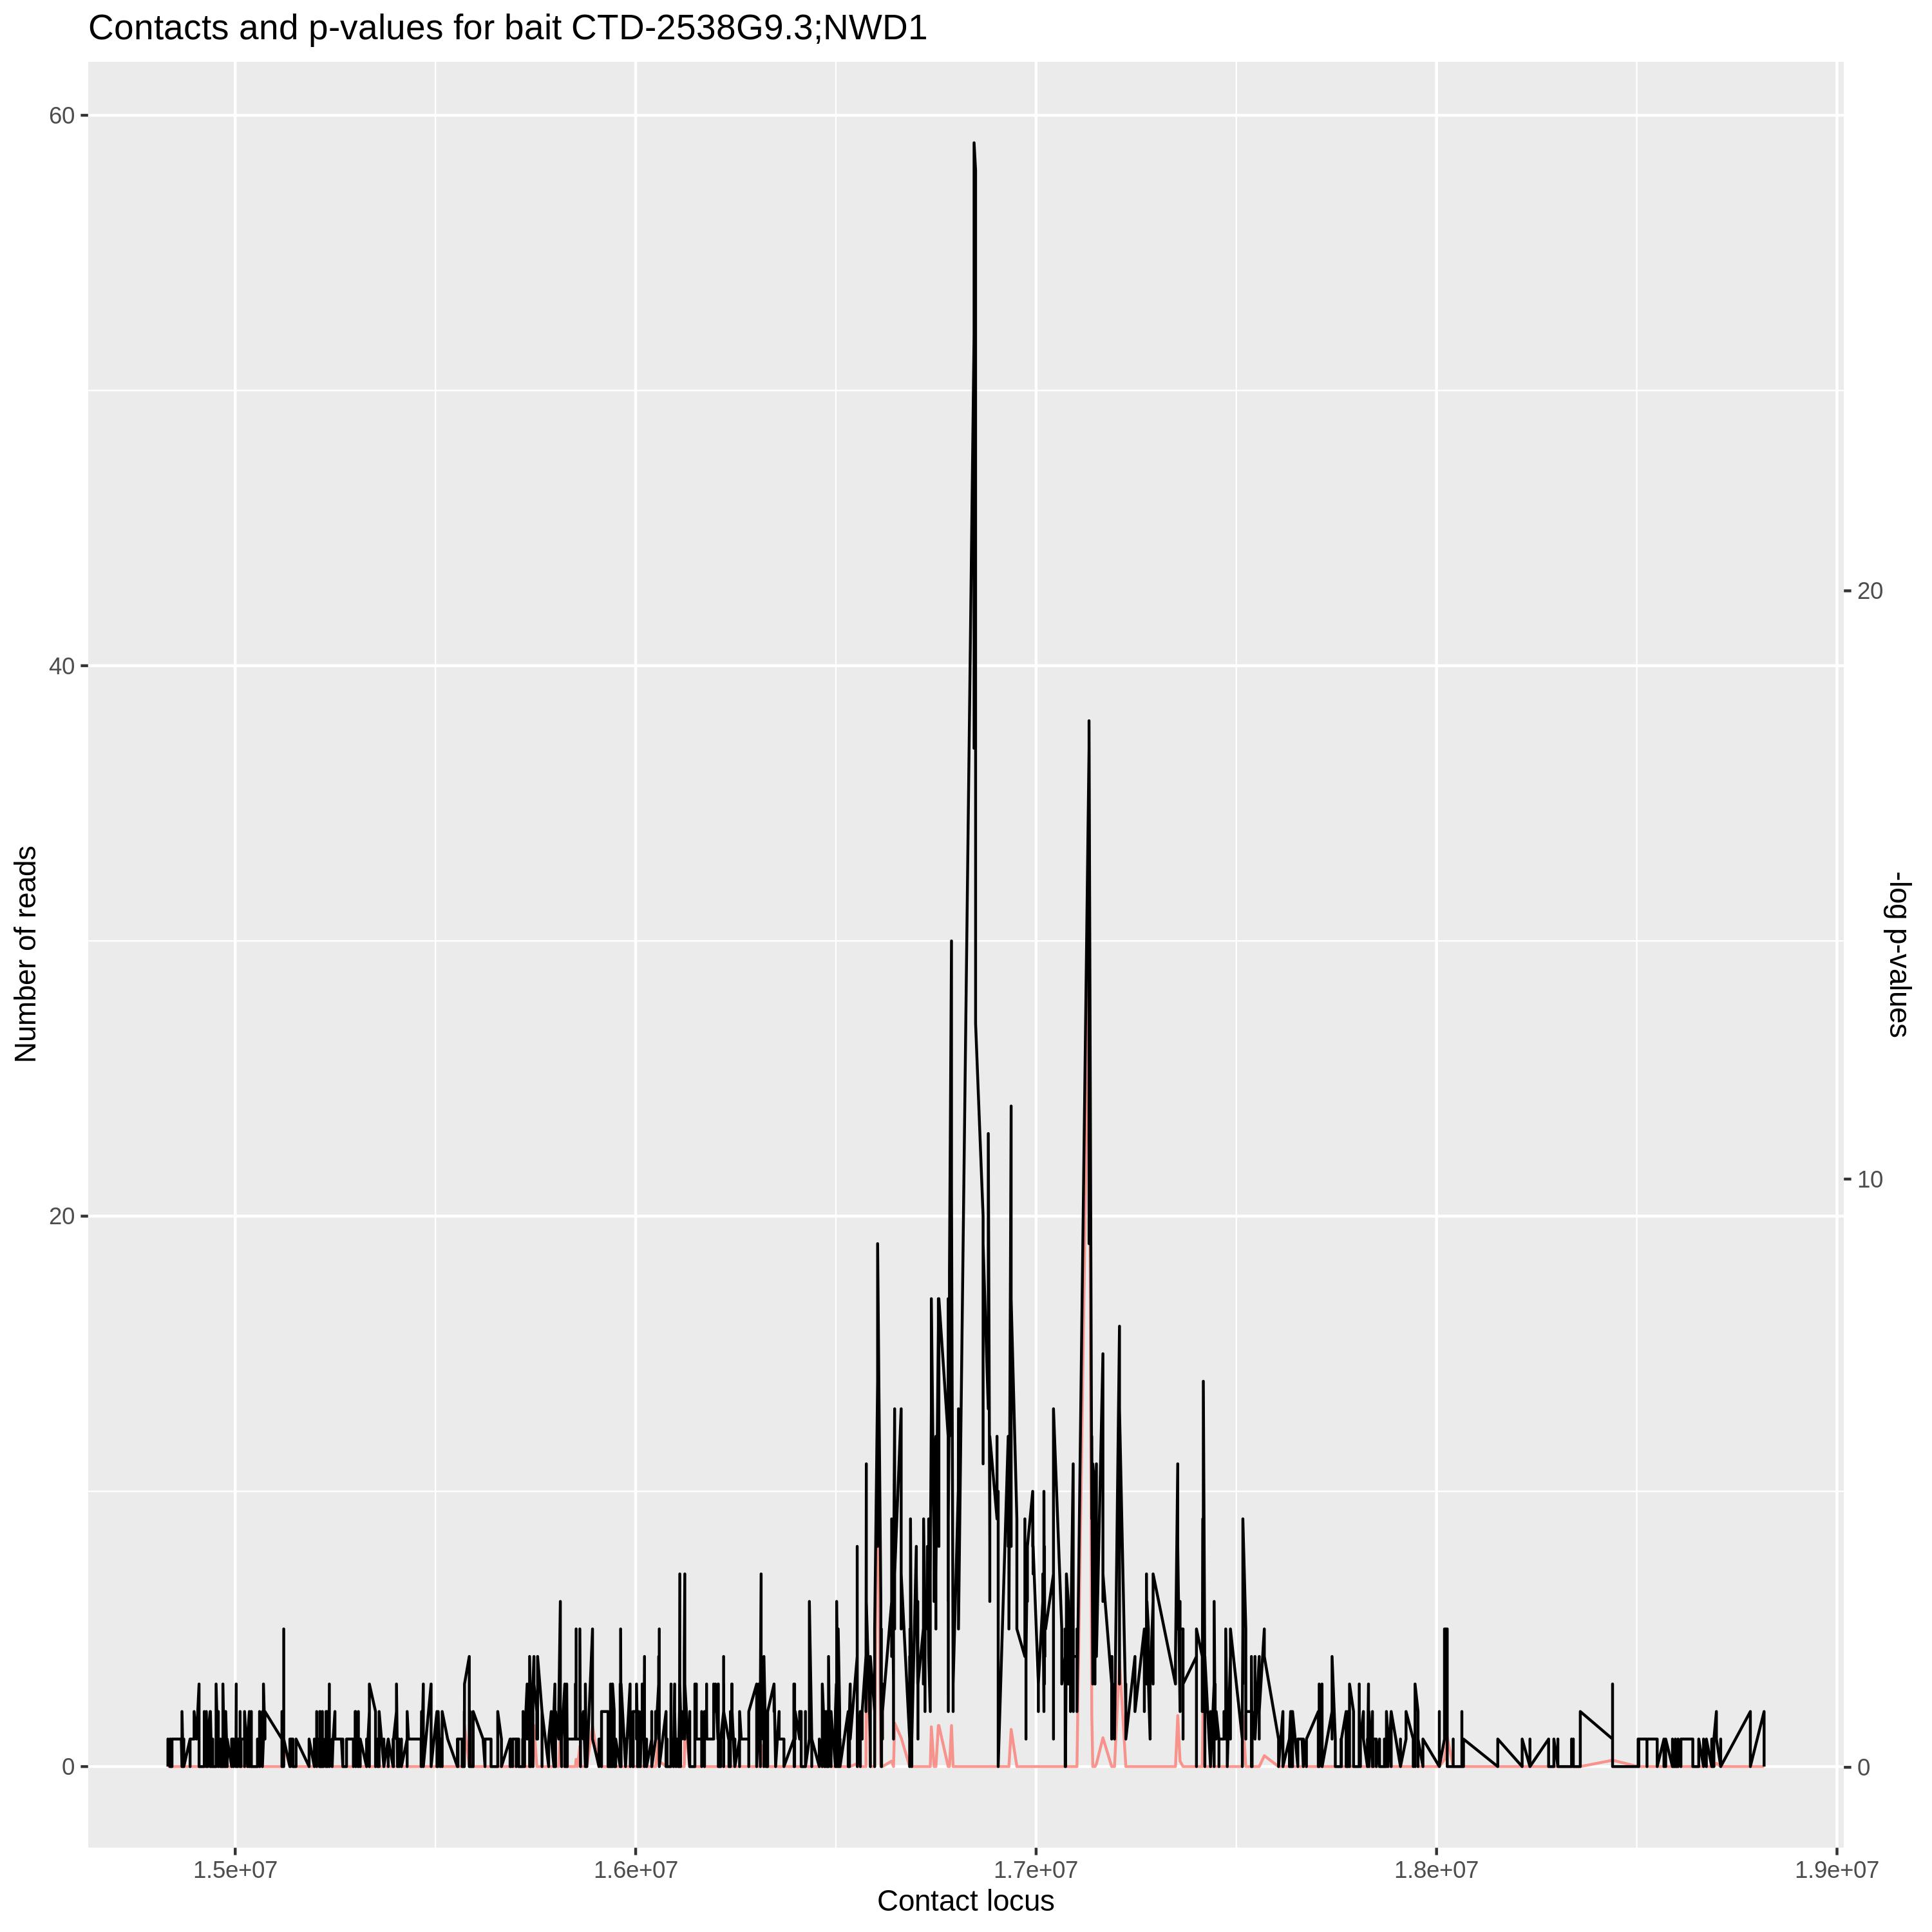 Contacts and p-values for bait CTD-2538G9.3;NWD1
60
40
20
0
Number of reads
20
10
0
-log p-values
1.5e+07
1.6e+07
1.7e+07
1.8e+07
1.9e+07
Contact locus